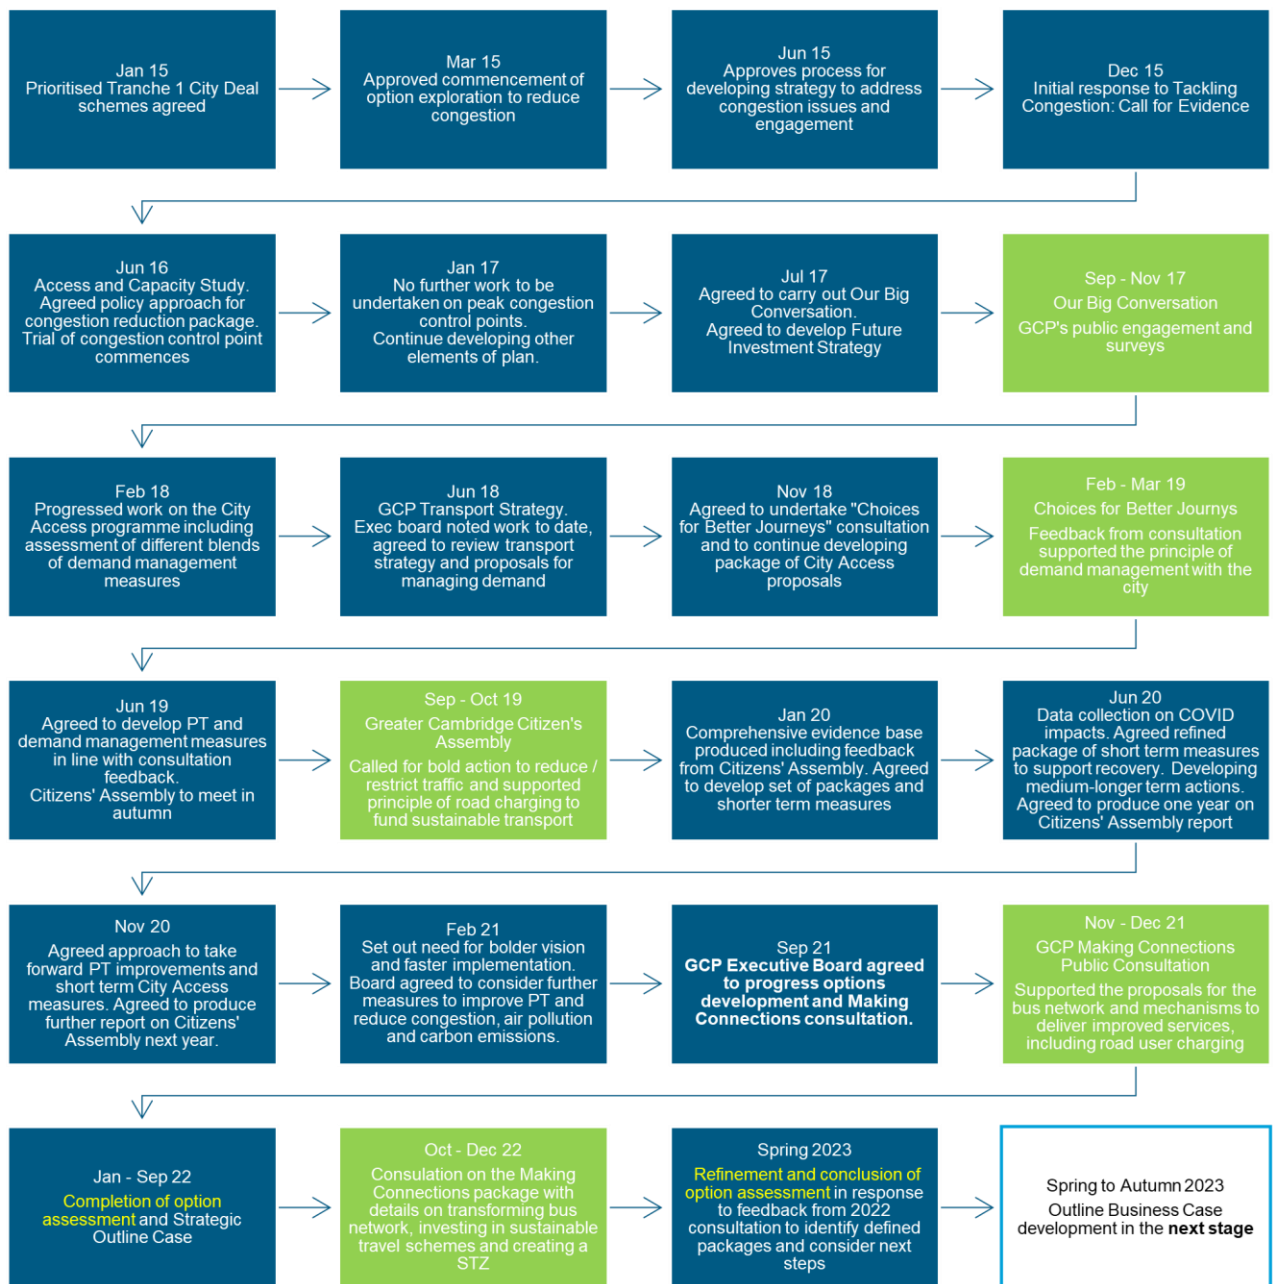 Jan 15
Prioritised Tranche 1 City Deal
schemes agreed
Mar 15
Approved commencement of
option exploration to reduce
congestion
Jun 15
Approves process for
developing strategy to address
congestion issues and
engagement
Dec 15
Initial response to Tackling
Congestion: Call for Evidence
Jun 16
Access and Capacity Study.
Agreed policy approach for
congestion reduction package.
Trial of congestion control point
commences
Jan 17
No further work to be
undertaken on peak congestion
control points.
Continue developing other
elements of plan.
Jul 17
Agreed to carry out Our Big
Conversation.
Agreed to develop Future
Investment Strategy
Sep - Nov 17
Our Big Conversation
GCP's public engagement and
surveys
Feb 18
Progressed work on the City
Access programme including
assessment of different blends
of demand management
measures
Jun 18
GCP Transport Strategy.
Exec board noted work to date,
agreed to review transport
strategy and proposals for
managing demand
Nov 18
Agreed to undertake "Choices
for Better Journeys" consultation
and to continue developing
package of City Access
proposals
Feb - Mar 19
Choices for Better Journys
Feedback from consultation
supported the principle of
demand management with the
city
Jun 19
Agreed to develop PT and
demand management measures
in line with consultation
feedback.
Citizens' Assembly to meet in
autumn
Sep - Oct 19
Greater Cambridge Citizen's
Assembly
Called for bold action to reduce /
restrict traffic and supported
principle of road charging to
fund sustainable transport
Jan 20
Comprehensive evidence base
produced including feedback
from Citizens' Assembly. Agreed
to develop set of packages and
shorter term measures
Jun 20
Data collection on COVID
impacts. Agreed refined
package of short term measures
to support recovery. Developing
medium-longer term actions.
Agreed to produce one year on
Citizens' Assembly report
Nov 20
Agreed approach to take
forward PT improvements and
short term City Access
measures. Agreed to produce
further report on Citizens'
Assembly next year.
Feb 21
Set out need for bolder vision
and faster implementation.
Board agreed to consider further
measures to improve PT and
reduce congestion, air pollution
and carbon emissions.
Sep 21
GCP Executive Board agreed
to progress options
development and Making
Connections consultation.
Nov - Dec 21
GCP Making Connections
Public Consultation
Supported the proposals for the
bus network and mechanisms to
deliver improved services,
including road user charging
Jan - Sep 22
Completion of option
assessment and Strategic
Outline Case
Oct - Dec 22
Consulation on the Making
Connections package with
details on transforming bus
network, investing in sustainable
travel schemes and creating a
STZ
Spring 2023
Refinement and conclusion of
option assessment in response
to feedback from 2022
consultation to identify defined
packages and consider next
steps
Spring to Autumn 2023
Outline Business Case
development in the next stage